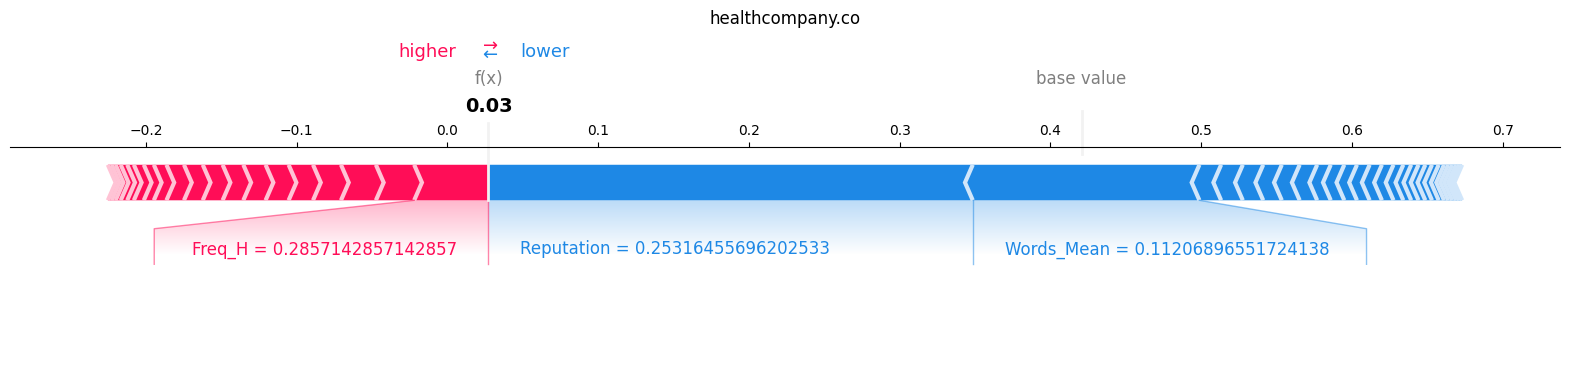 healthcompany.co
higher ⇄ lower
f(x) base value
0.03
−0.2 −0.1 0.0 0.1 0.2 0.3 0.4 0.5 0.6 0.7
Freq_H = 0.2857142857142857 Reputation = 0.25316455696202533 Words_Mean = 0.11206896551724138